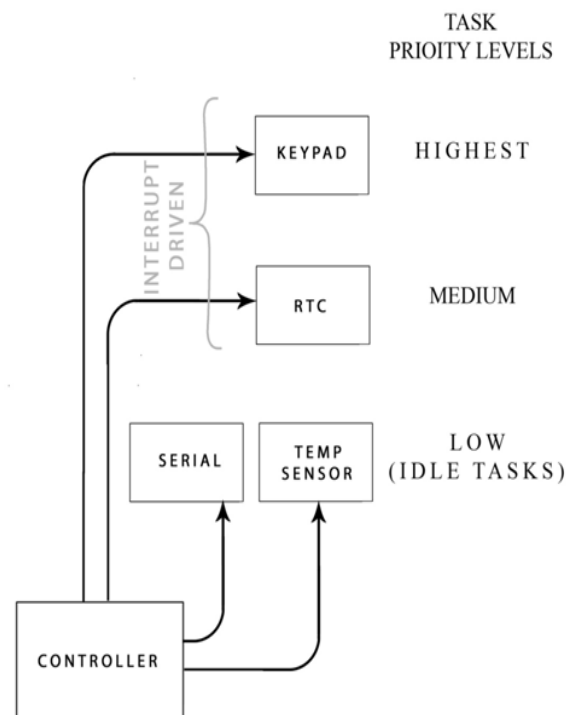 TASK
PRIOITY LEVELS
KEYPAD
HIGHEST
INTERRUPT
DRIVEN
RTC
MEDIUM
SERIAL
TEMP
SENSOR
LOW
(IDLE TASKS)
CONTROLLER